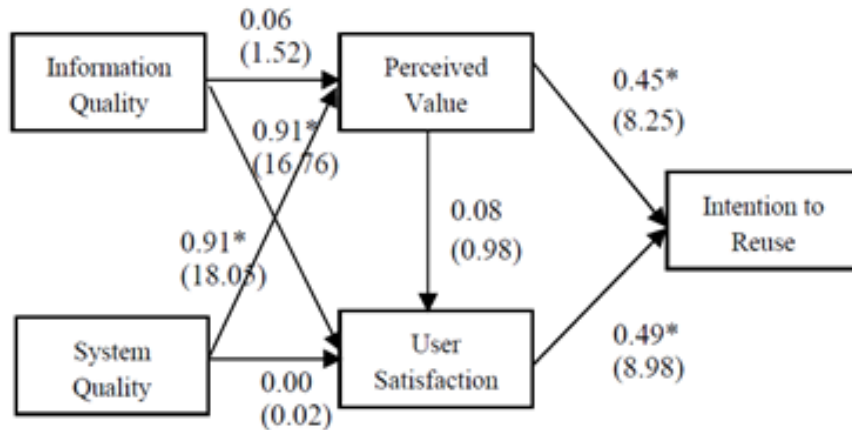 0.06
(1.52)
Information
Quality
Perceived
Value
0.45*
(8.25)
0.91*
(16.76)
0.08
(0.98)
Intention to
Reuse
0.91*
(18.05)
System
Quality
0.00
(0.02)
User
Satisfaction
0.49*
(8.98)